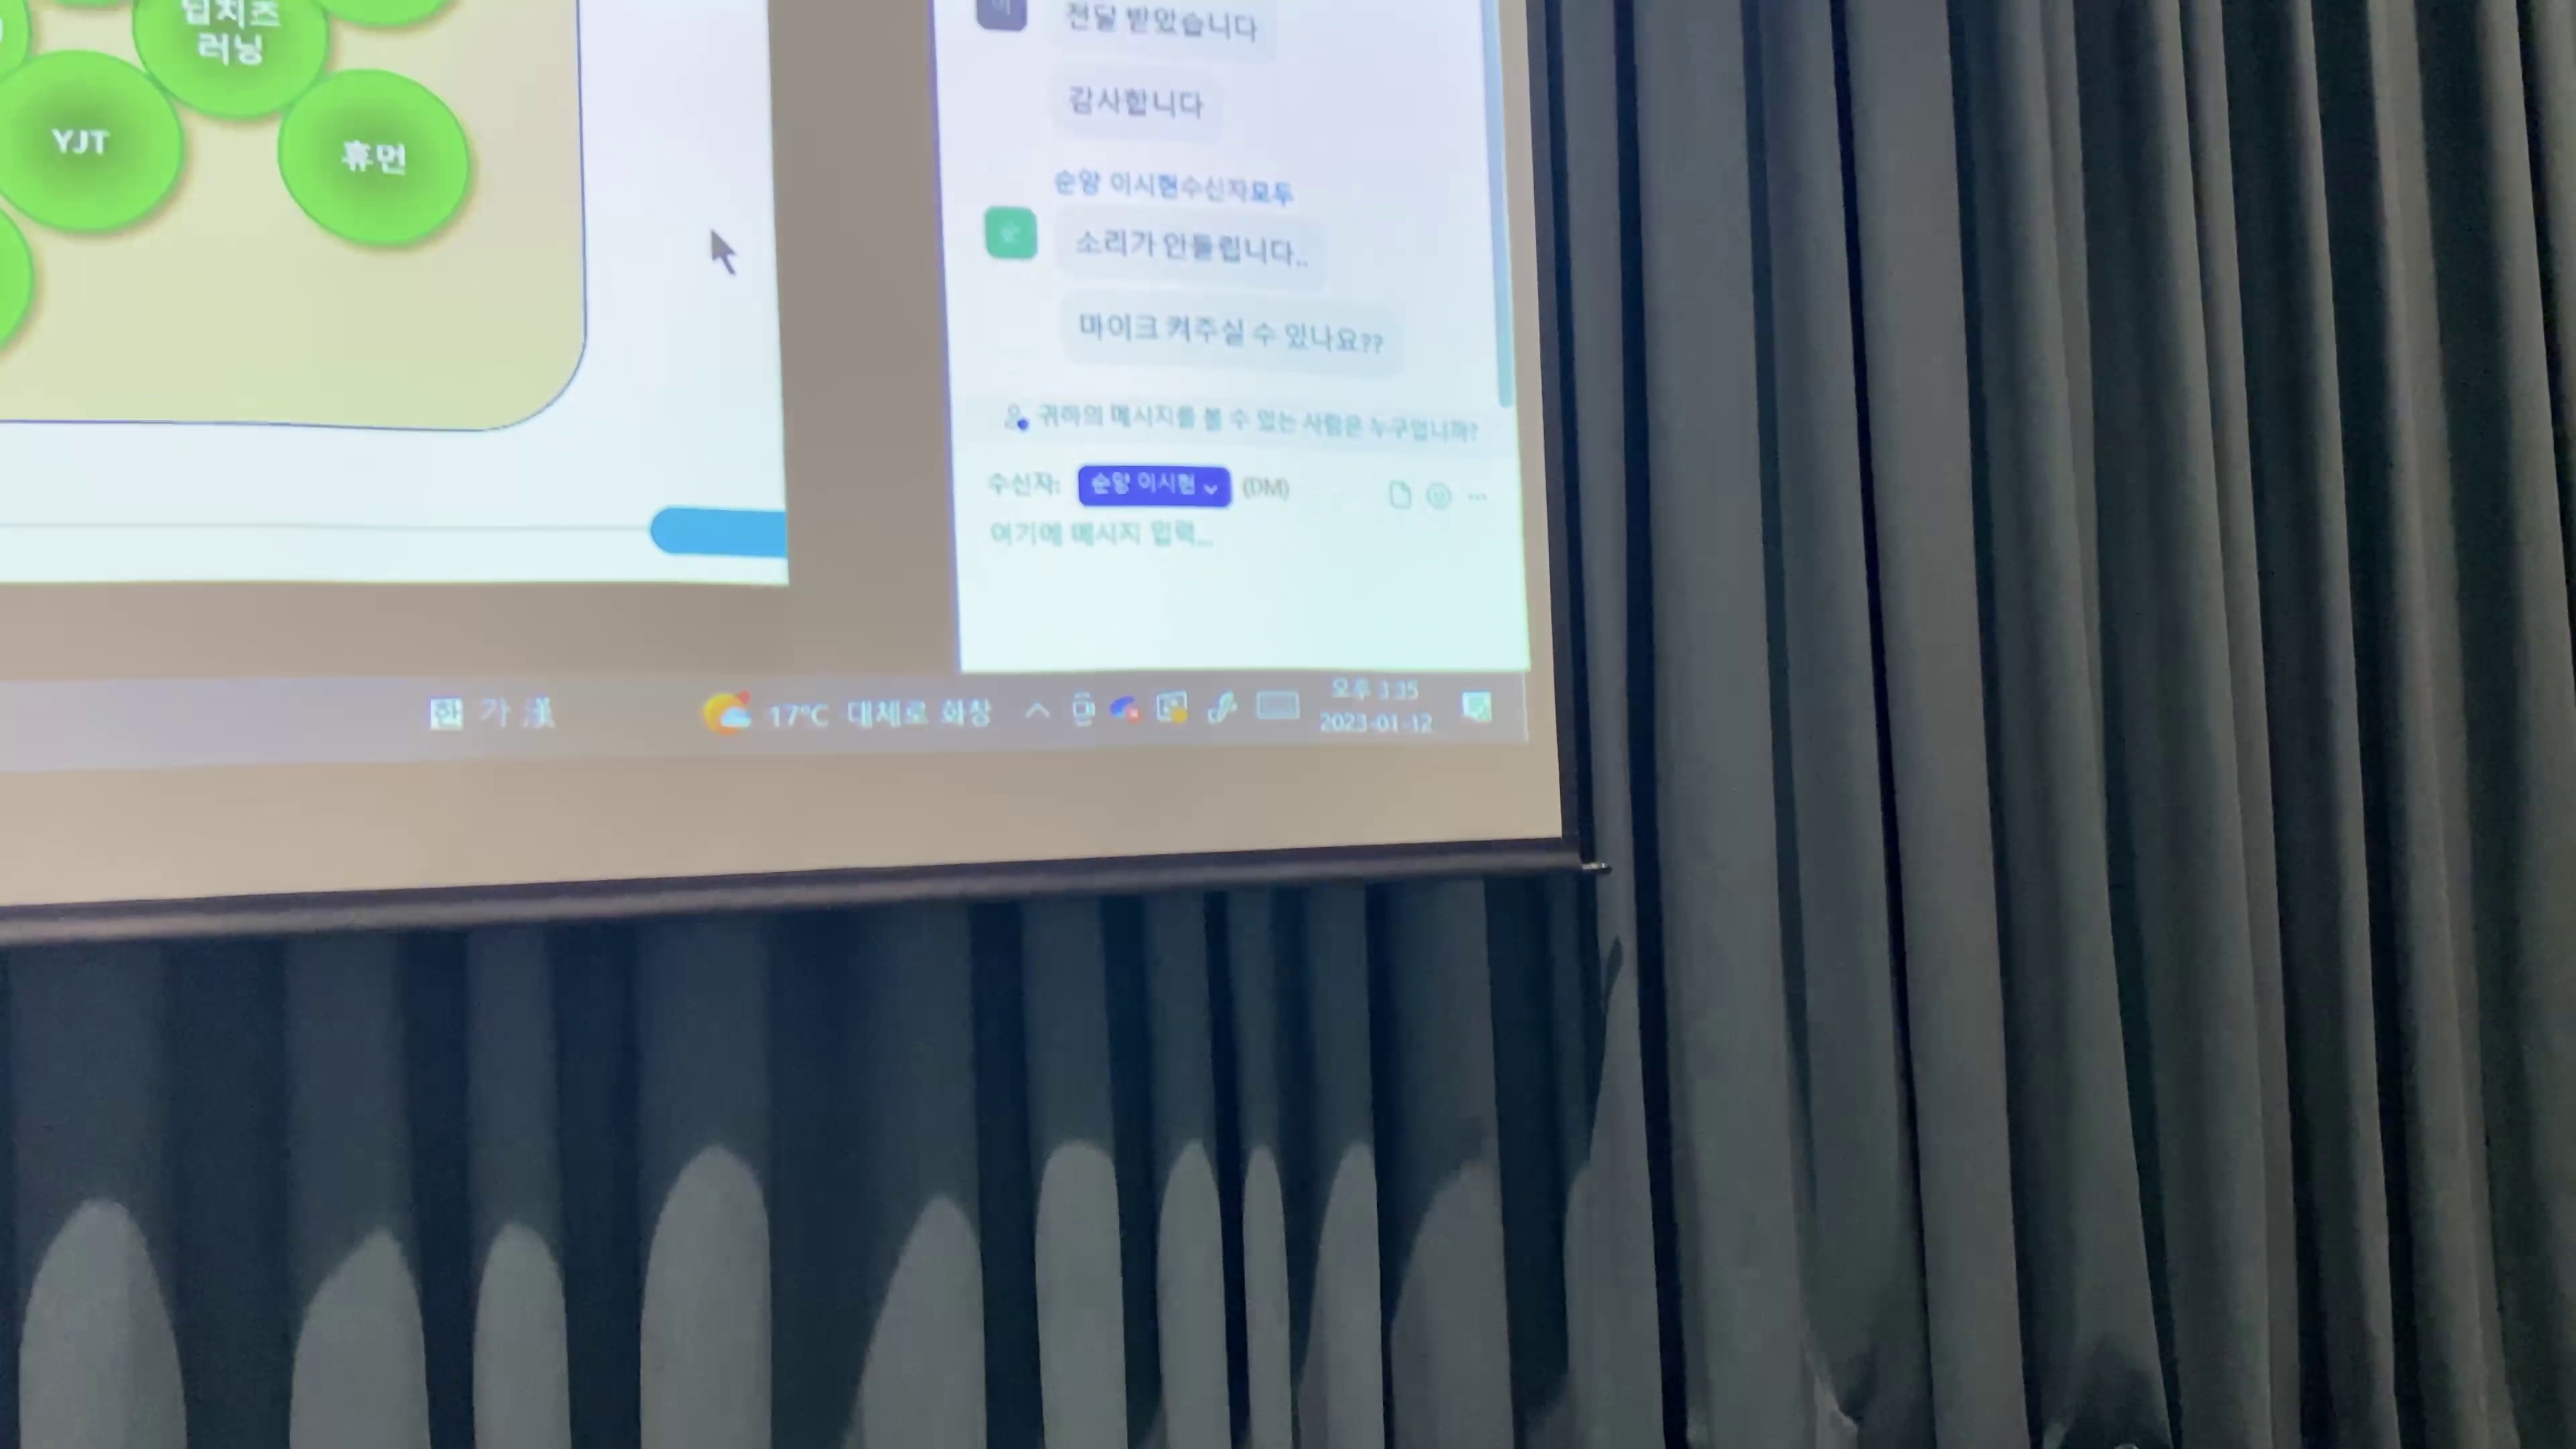 딥치즈
러닝
YJT
휴먼
전달 받았습니다
감사합니다
순양 이시현수신자모두
소리가 안들립니다..
마이크 켜주실 수 있나요??
귀하의 메시지를 볼 수 있는 사람은 누구입니까?
수신자: 순양 이시현 (DM)
여기에 메시지 입력...
한 가 漢
17°C 대체로 화창
오후 3:35
2023-01-12